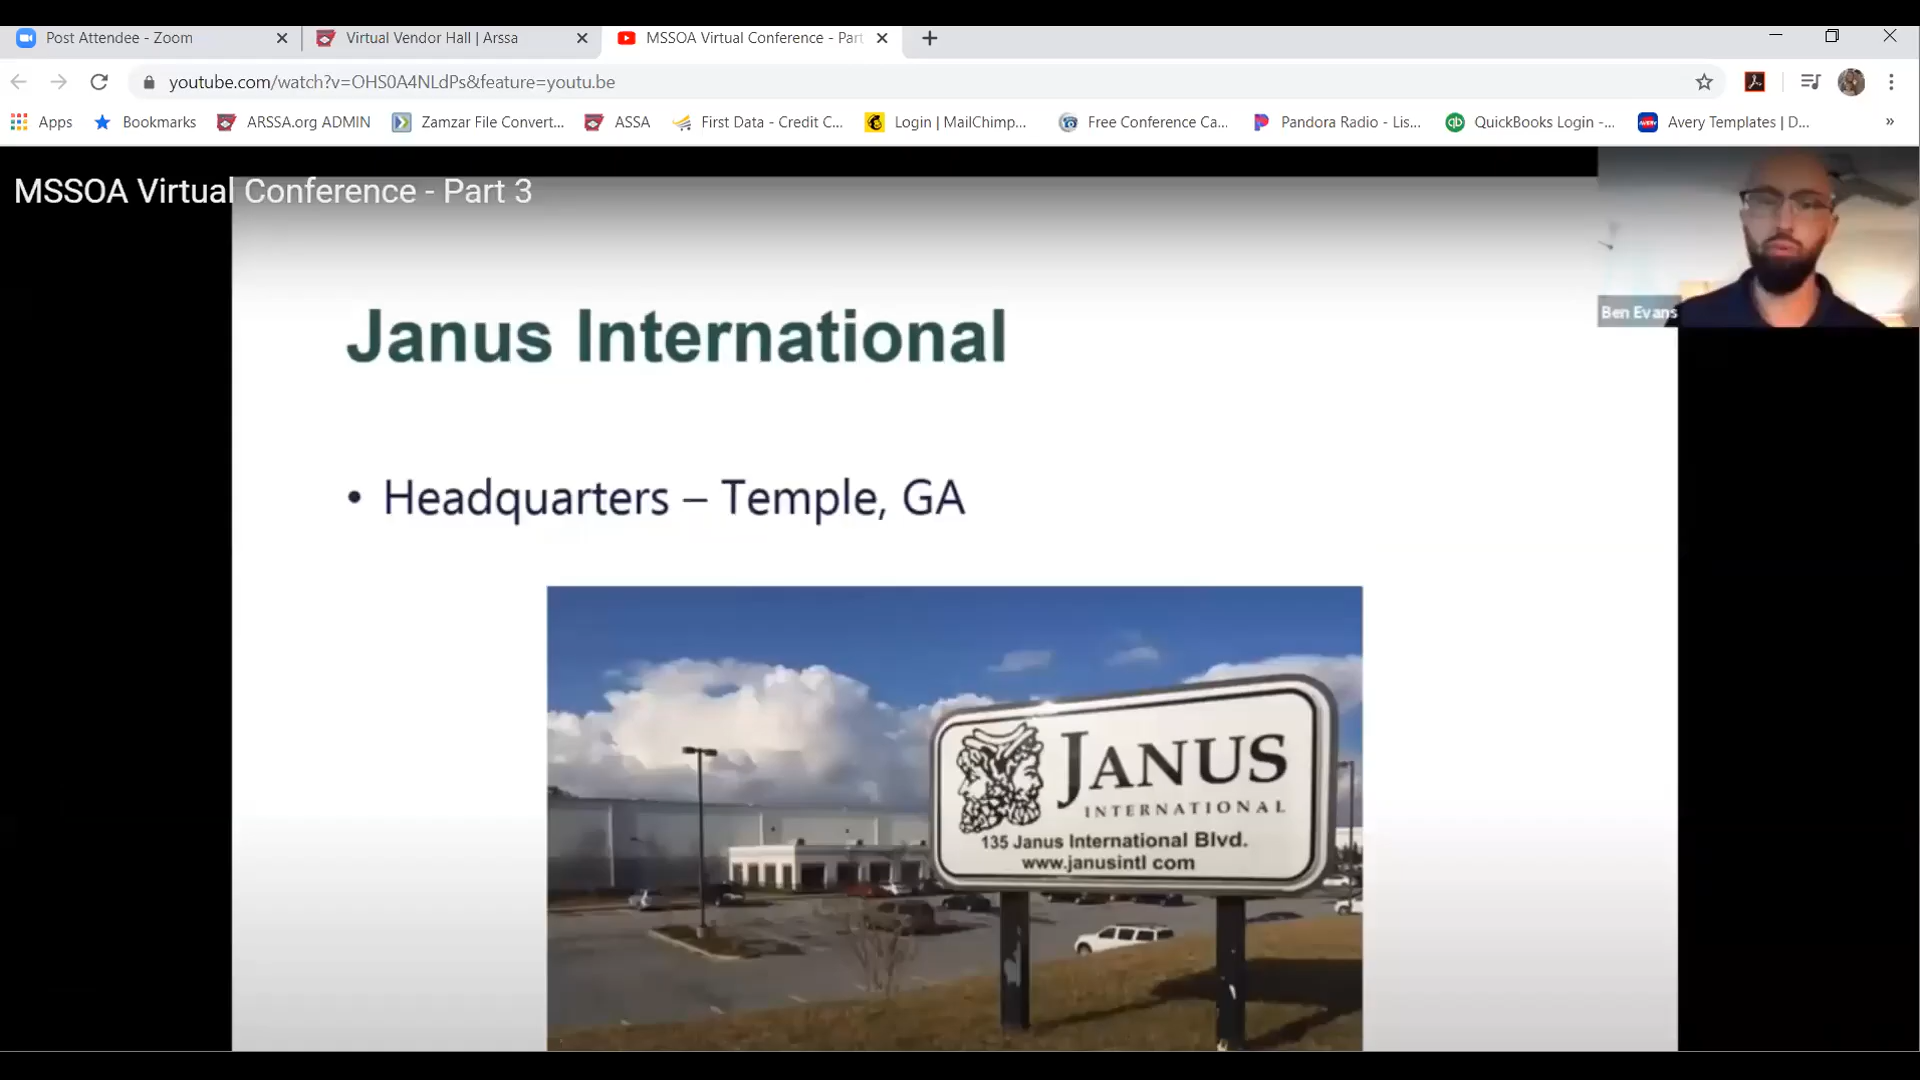 Post Attendee - Zoom
Virtual Vendor Hall | Arssa
MSSOA Virtual Conference - Part
youtube.com/watch?v=OHS0A4NLdPs&feature=youtu.be
Apps
Bookmarks
ARSSA.org ADMIN
Zamzar File Convert...
ASSA
First Data - Credit C...
Login | MailChimp...
Free Conference Ca...
Pandora Radio - Lis...
QuickBooks Login -...
Avery Templates | D...
MSSOA Virtual Conference - Part 3
Ben Evans
Janus International
• Headquarters – Temple, GA
JANUS
INTERNATIONAL
135 Janus International Blvd.
www.janusintl com